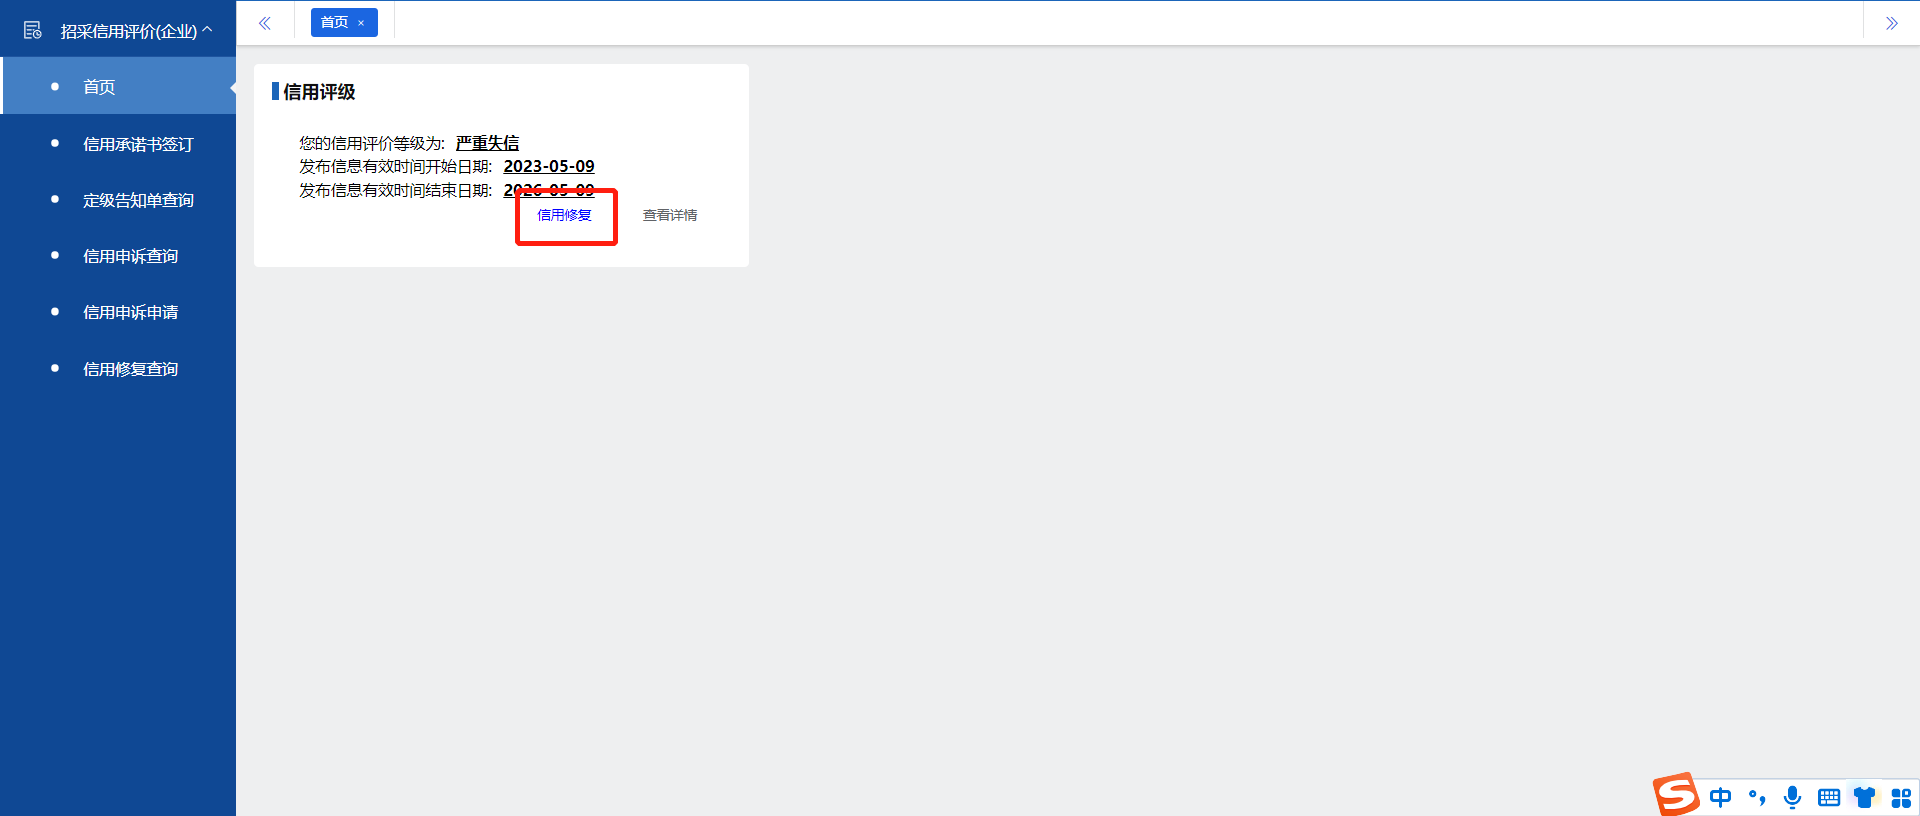 招采信用评价(企业)
首页
信用承诺书签订
定级告知单查询
信用申诉查询
信用申诉申请
信用修复查询
首页 ×
信用评级
您的信用评价等级为: 严重失信
发布信息有效时间开始日期: 2023-05-09
发布信息有效时间结束日期: 2026-05-09
信用修复 查看详情
S 中